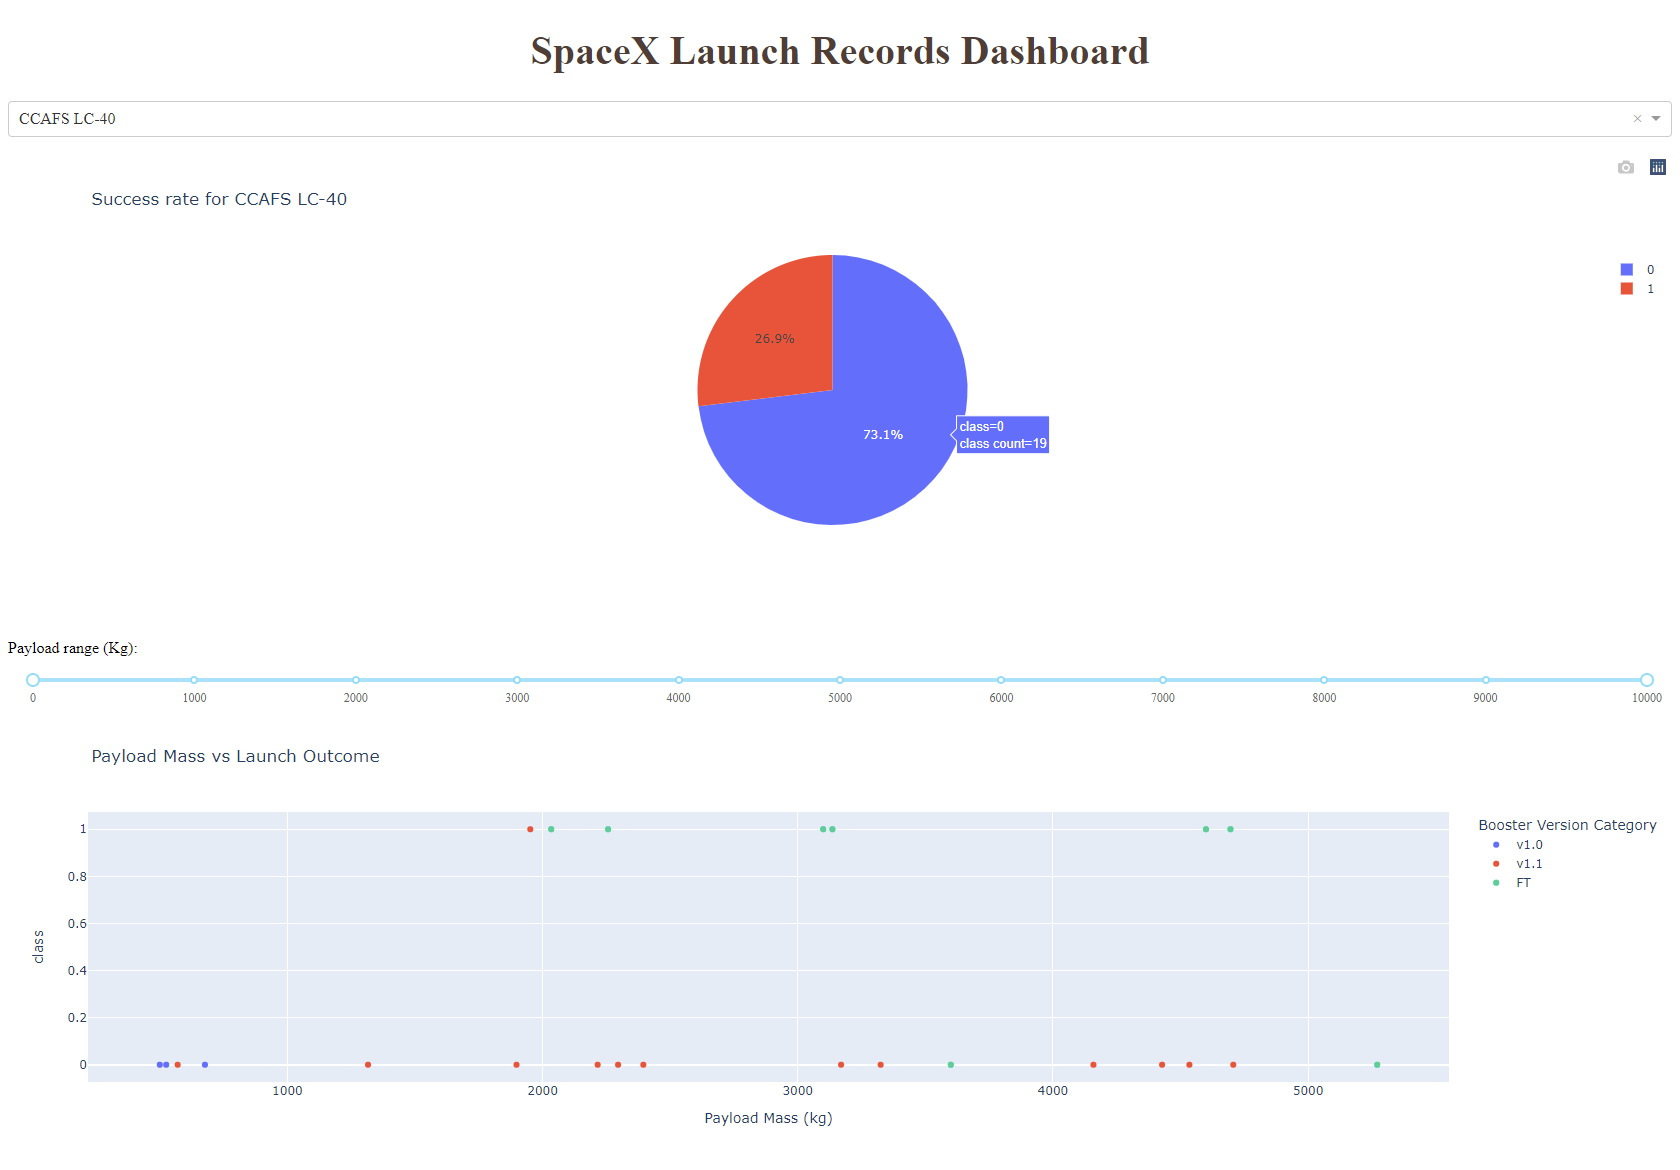 SpaceX Launch Records Dashboard
CCAFS LC-40
×
Success rate for CCAFS LC-40
0
1
26.9%
73.1%
class=0
class count=19
Payload range (Kg):
0 1000 2000 3000 4000 5000 6000 7000 8000 9000 10000
Payload Mass vs Launch Outcome
1
0.8
0.6
0.4
0.2
0
class
1000 2000 3000 4000 5000
Payload Mass (kg)
Booster Version Category
v1.0
v1.1
FT